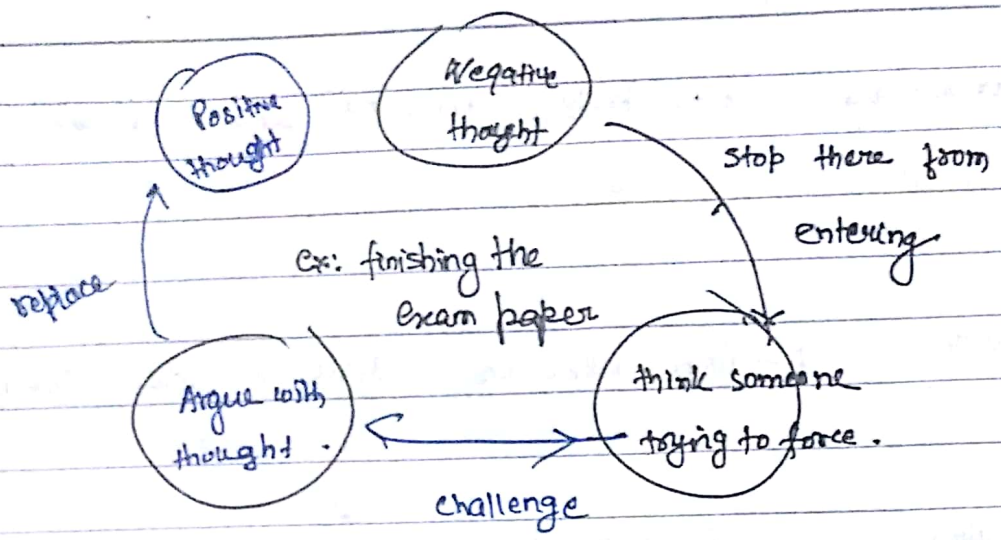 Negative
thought
Positive
thought
stop there from
entering
ex: finishing the
exam paper
replace
think someone
trying to force.
Argue with
thought.
challenge